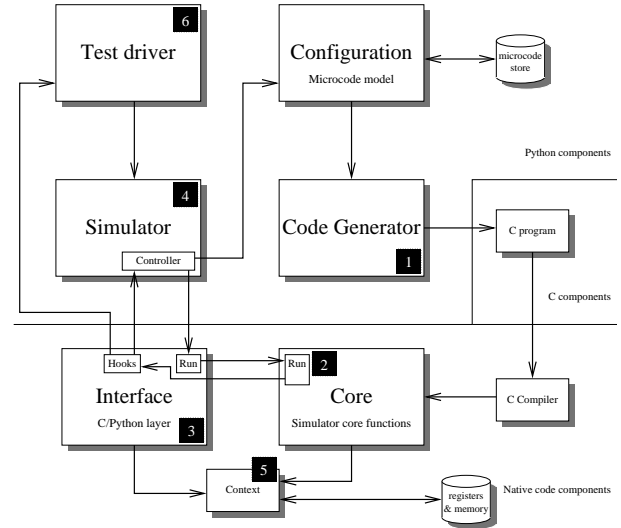 6
Test driver
Configuration
Microcode model
microcode
store
Python components
4
Simulator
Controller
Code Generator
1
C program
C components
Hooks
Run
Run
2
Interface
C/Python layer
3
Core
Simulator core functions
C Compiler
5
Context
registers
& memory
Native code components